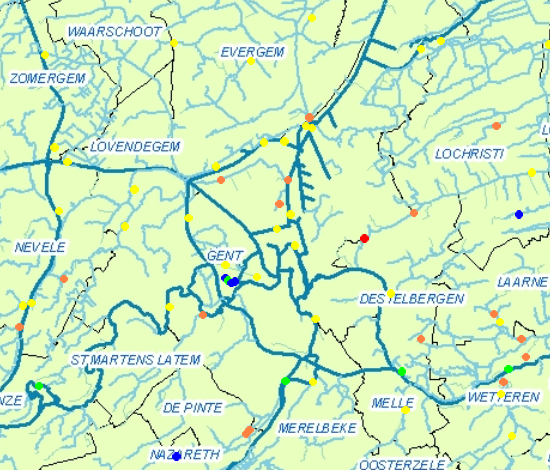 WAARSCHOOT
EVERGEM
ZOMERGEM
LOVENDEGEM
LOCHRISTI
L
NEVELE
GENT
LAARNE
DESTELBERGEN
ST.MARTENS LATEM
NZE
DE PINTE
MELLE
WETTEREN
MERELBEKE
NAZARETH
OOSTERZELE